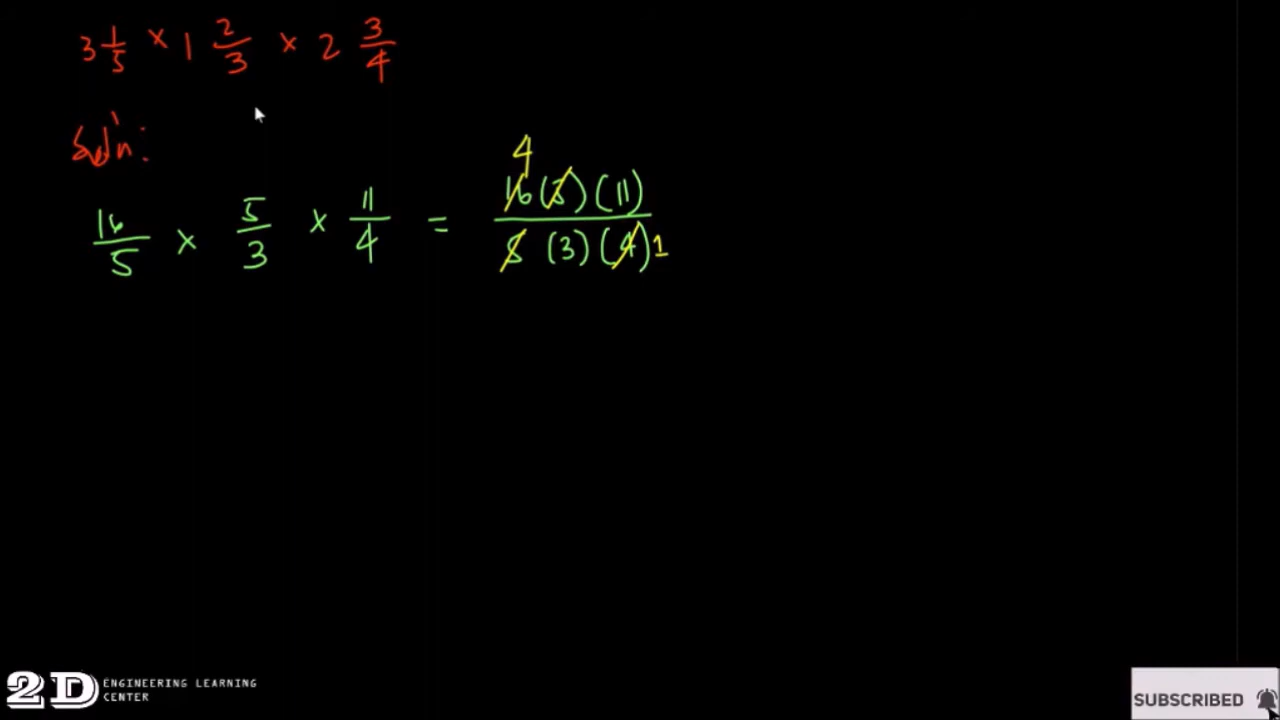 3 1/5 × 1 2/3 × 2 3/4
Sol'n:
16/5 × 5/3 × 11/4 = 16(5)(11) / 5(3)(4)
4
1
2D ENGINEERING LEARNING
CENTER
SUBSCRIBED